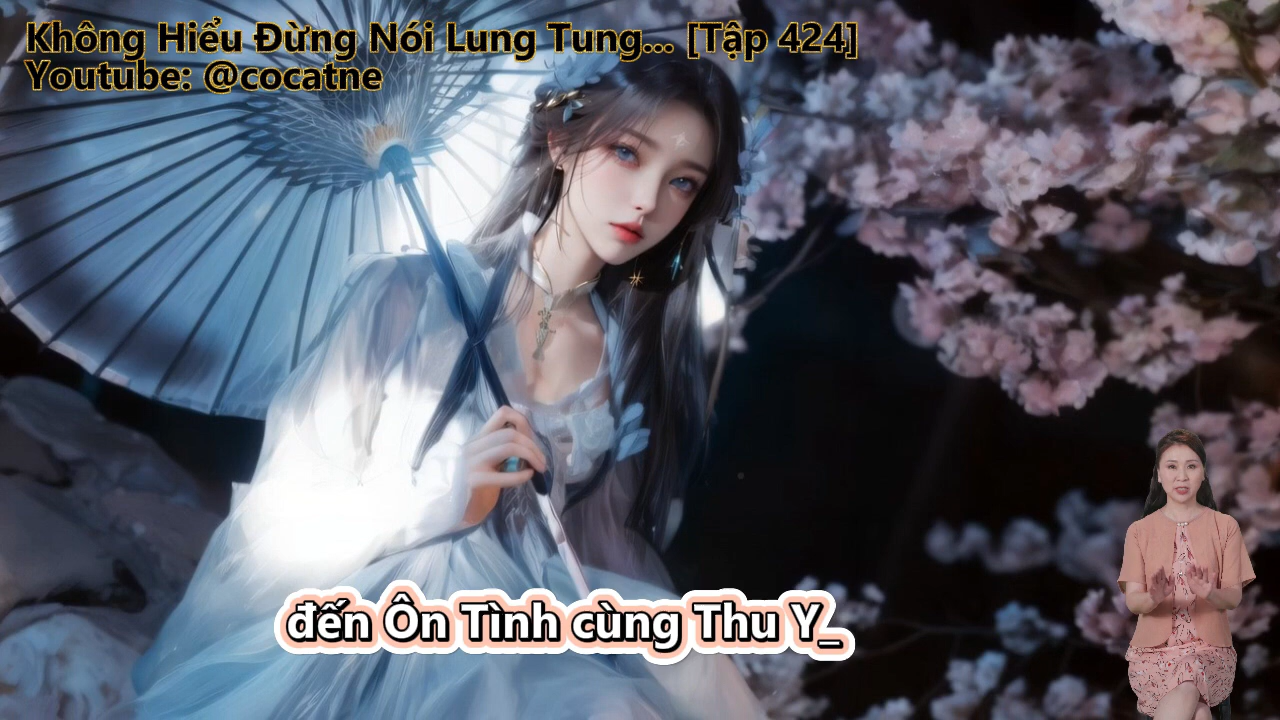 Không Hiểu Đừng Nói Lung Tung... [Tập 424]
Youtube: @cocatne
đến Ôn Tình cùng Thu Y_